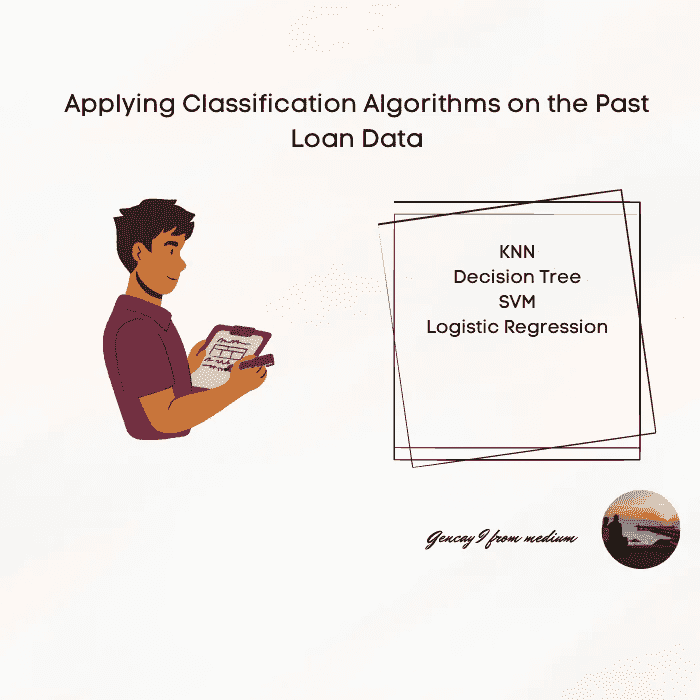 Applying Classification Algorithms on the Past
Loan Data
KNN
Decision Tree
SVM
Logistic Regression
Gencay I from medium